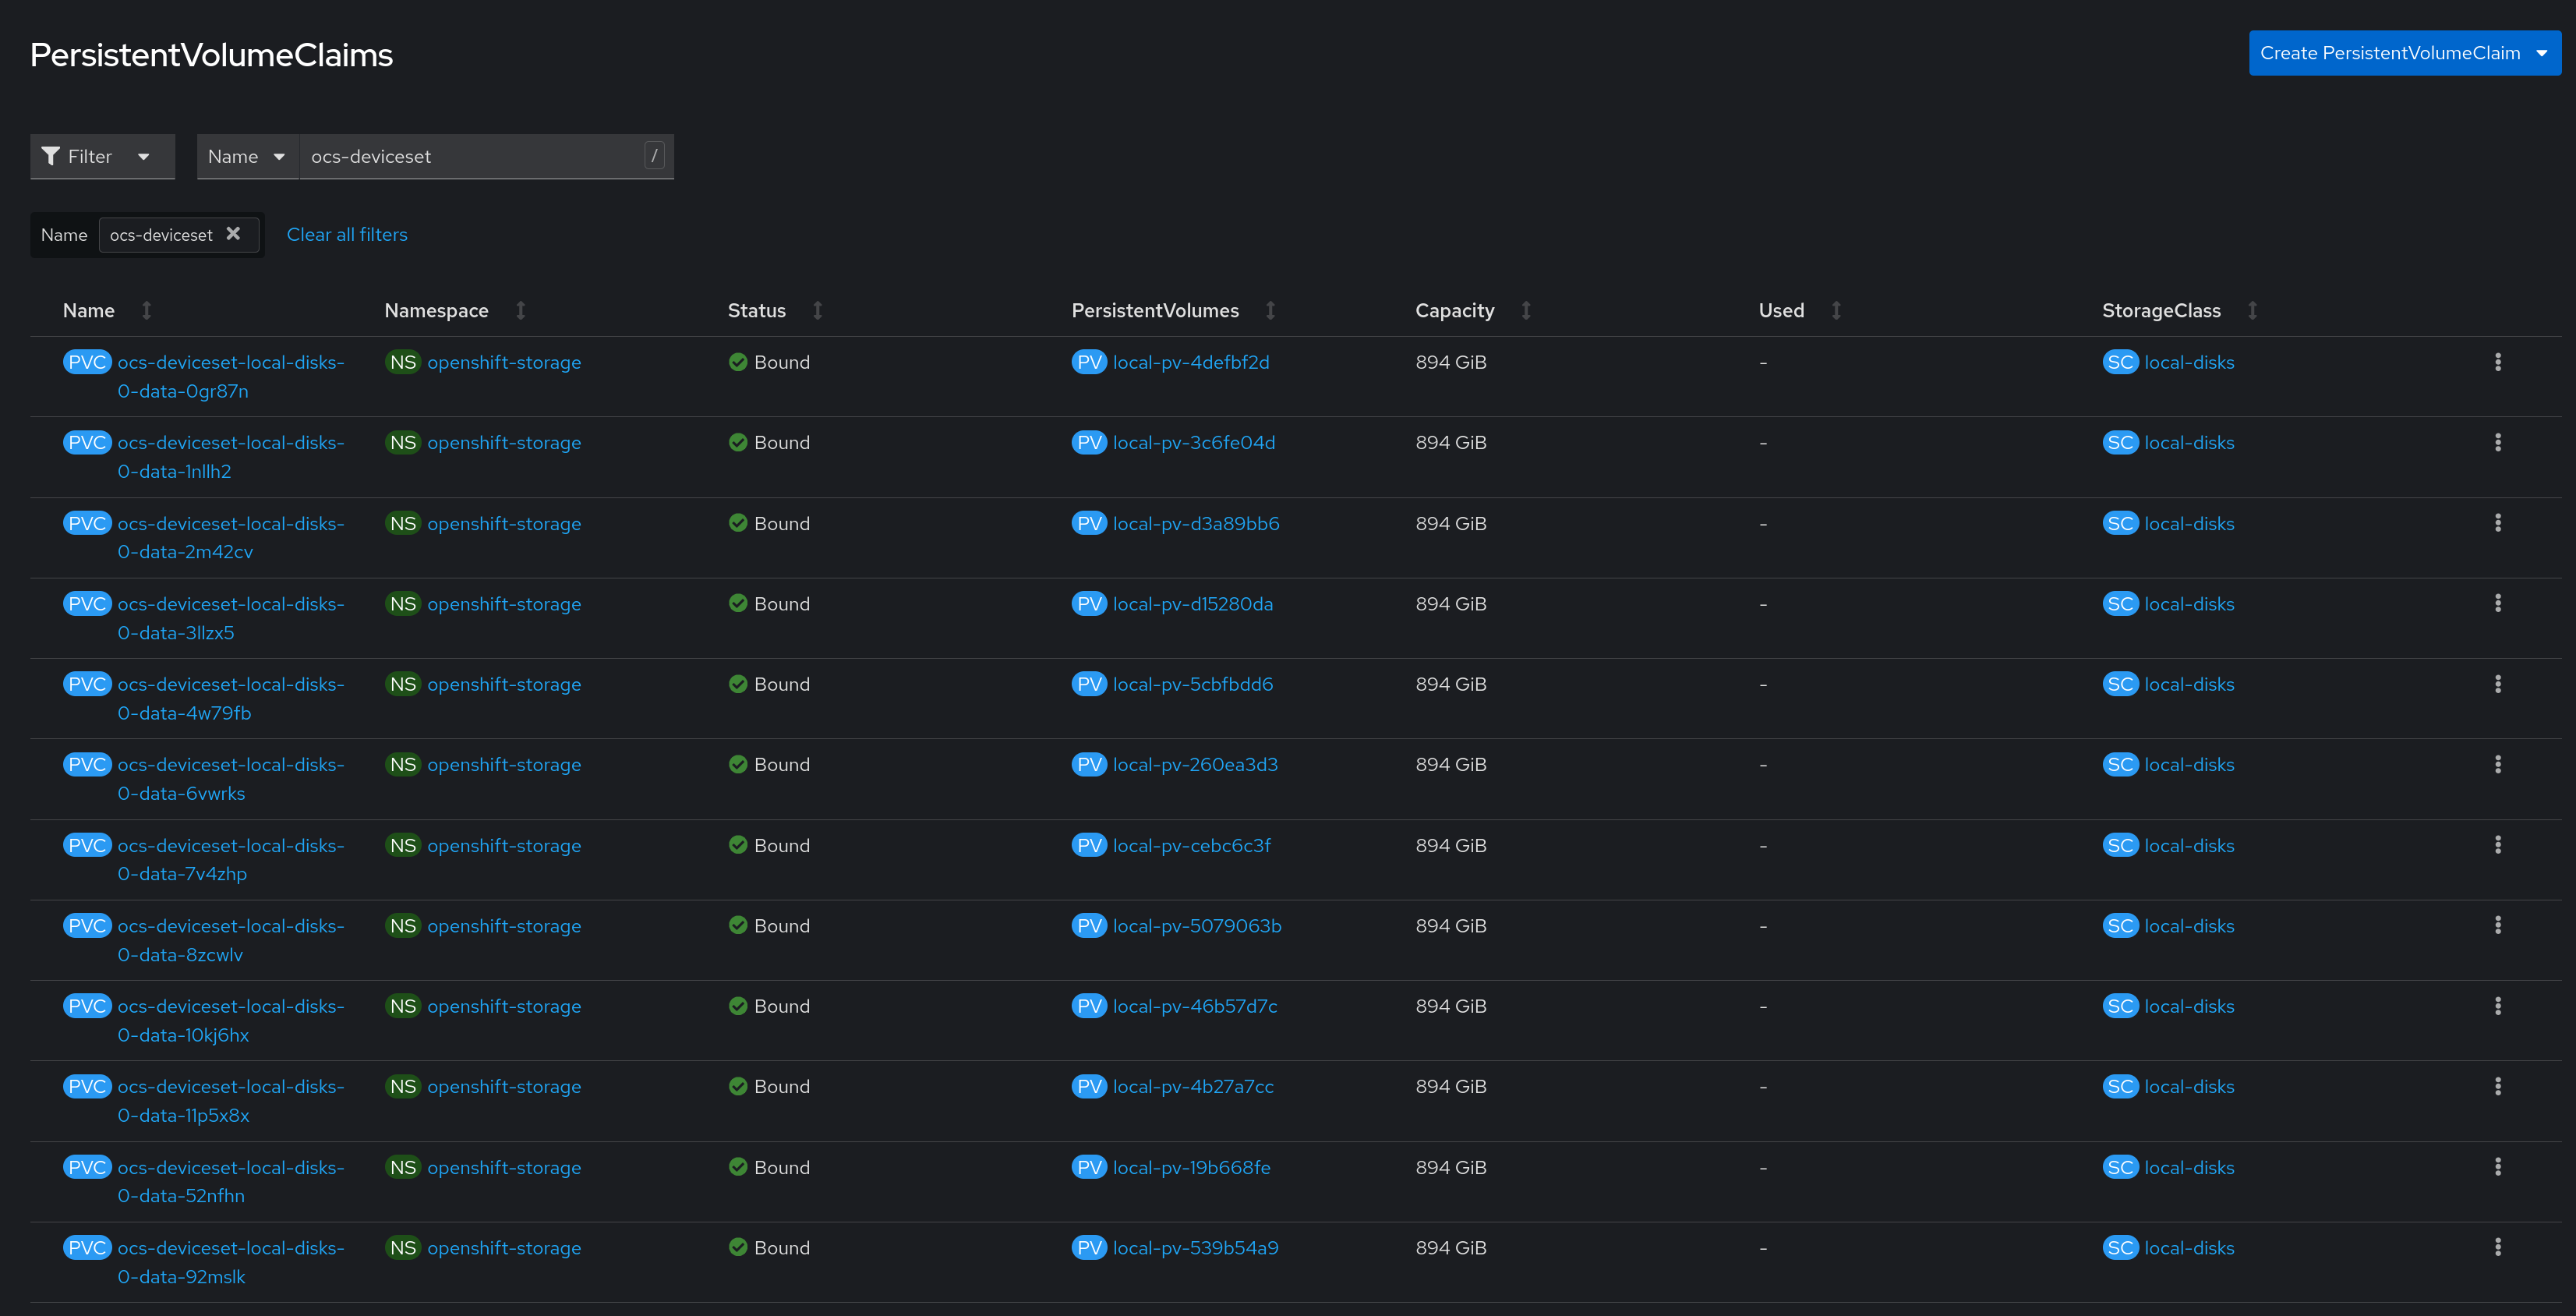 PersistentVolumeClaims
Create PersistentVolumeClaim
Filter Name ocs-deviceset /
Name ocs-deviceset Clear all filters
Name Namespace Status PersistentVolumes Capacity Used StorageClass
PVC ocs-deviceset-local-disks- NS openshift-storage Bound PV local-pv-4defbf2d 894 GiB - SC local-disks
0-data-0gr87n
PVC ocs-deviceset-local-disks- NS openshift-storage Bound PV local-pv-3c6fe04d 894 GiB - SC local-disks
0-data-1nllh2
PVC ocs-deviceset-local-disks- NS openshift-storage Bound PV local-pv-d3a89bb6 894 GiB - SC local-disks
0-data-2m42cv
PVC ocs-deviceset-local-disks- NS openshift-storage Bound PV local-pv-d15280da 894 GiB - SC local-disks
0-data-3llzx5
PVC ocs-deviceset-local-disks- NS openshift-storage Bound PV local-pv-5cbfbdd6 894 GiB - SC local-disks
0-data-4w79fb
PVC ocs-deviceset-local-disks- NS openshift-storage Bound PV local-pv-260ea3d3 894 GiB - SC local-disks
0-data-6vwrks
PVC ocs-deviceset-local-disks- NS openshift-storage Bound PV local-pv-cebc6c3f 894 GiB - SC local-disks
0-data-7v4zhp
PVC ocs-deviceset-local-disks- NS openshift-storage Bound PV local-pv-5079063b 894 GiB - SC local-disks
0-data-8zcwlv
PVC ocs-deviceset-local-disks- NS openshift-storage Bound PV local-pv-46b57d7c 894 GiB - SC local-disks
0-data-10kj6hx
PVC ocs-deviceset-local-disks- NS openshift-storage Bound PV local-pv-4b27a7cc 894 GiB - SC local-disks
0-data-11p5x8x
PVC ocs-deviceset-local-disks- NS openshift-storage Bound PV local-pv-19b668fe 894 GiB - SC local-disks
0-data-52nfhn
PVC ocs-deviceset-local-disks- NS openshift-storage Bound PV local-pv-539b54a9 894 GiB - SC local-disks
0-data-92mslk